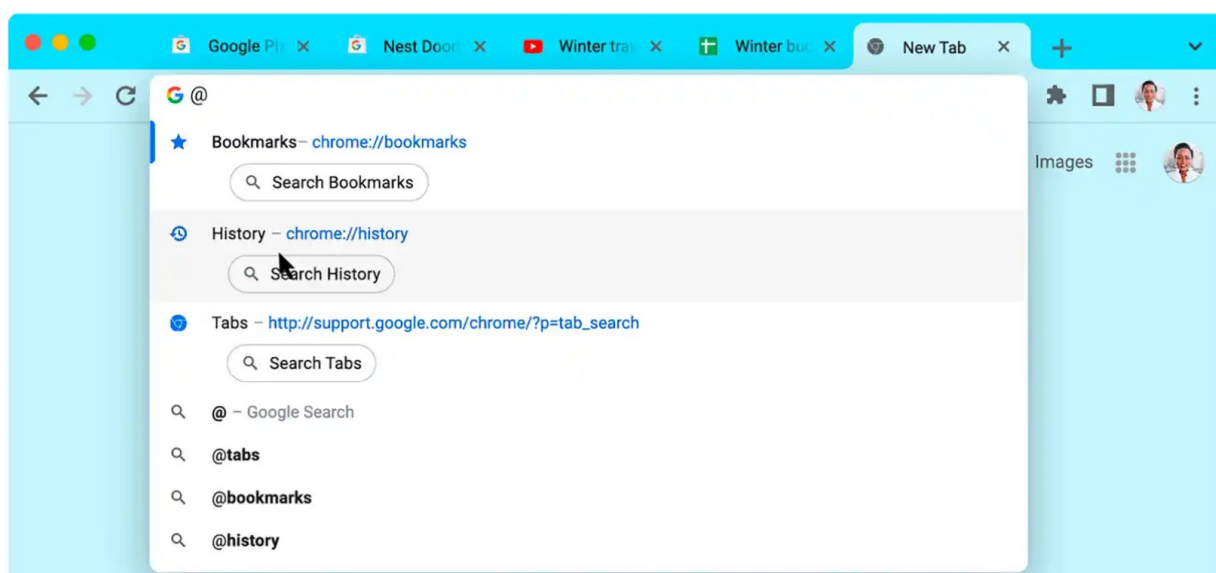 Google Pl
Nest Door
Winter tra
Winter bu
New Tab
@
Bookmarks– chrome://bookmarks
Search Bookmarks
Images
History – chrome://history
Search History
Tabs – http://support.google.com/chrome/?p=tab_search
Search Tabs
@ – Google Search
@tabs
@bookmarks
@history